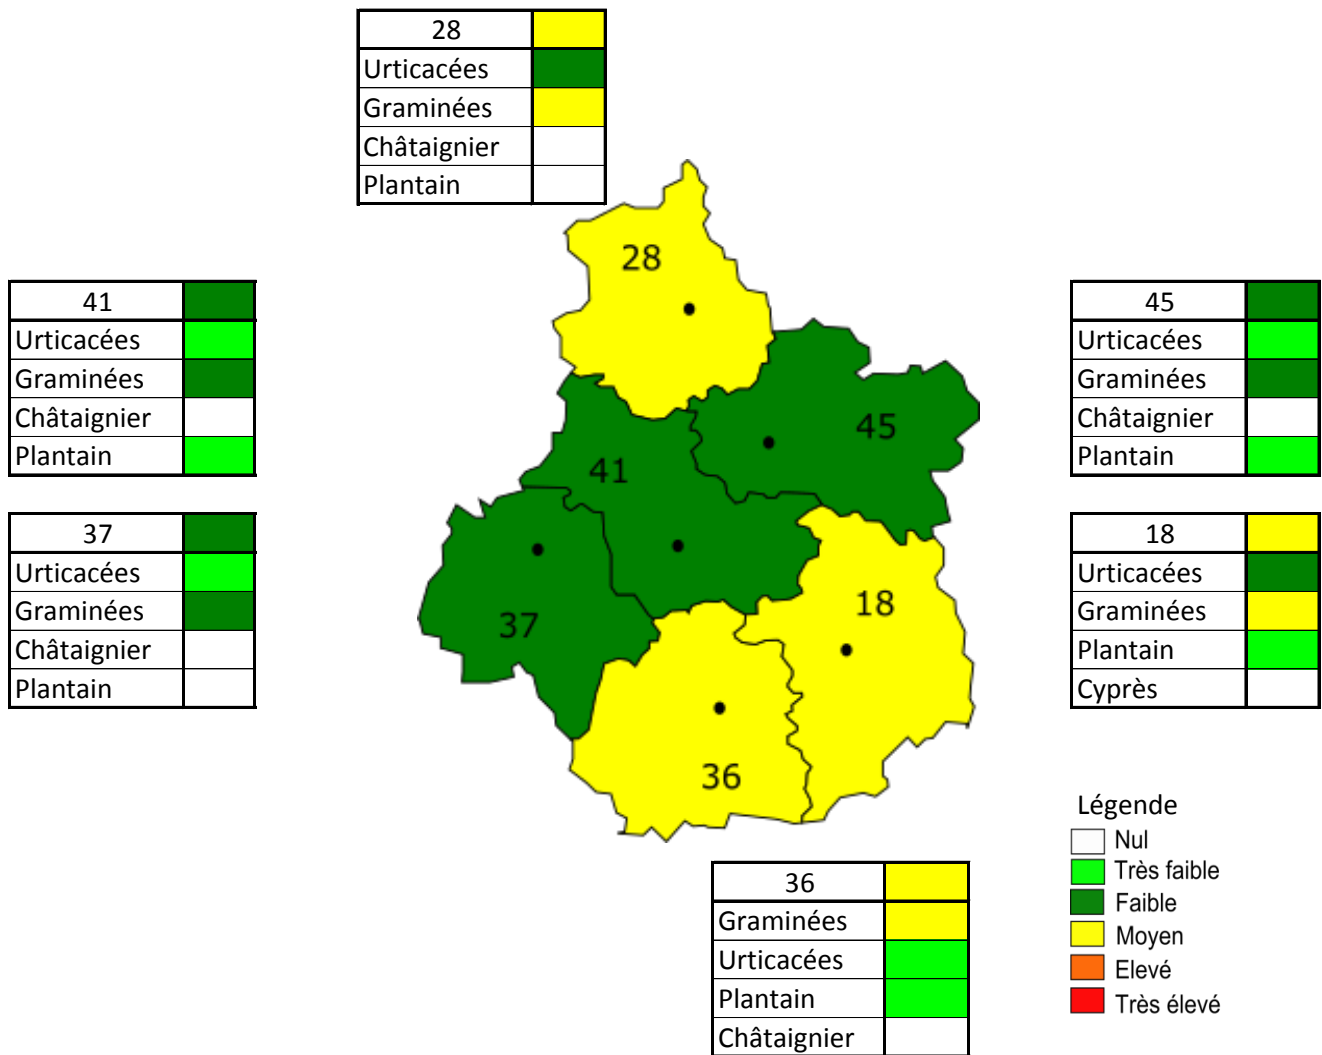 28
Urticacées
Graminées
Châtaignier
Plantain
28
41
Urticacées
Graminées
Châtaignier
Plantain
45
Urticacées
Graminées
Châtaignier
Plantain
45
41
37
Urticacées
Graminées
Châtaignier
Plantain
18
Urticacées
Graminées
Plantain
Cyprès
18
37
36
Légende
Nul
Très faible
Faible
Moyen
Elevé
Très élevé
36
Graminées
Urticacées
Plantain
Châtaignier